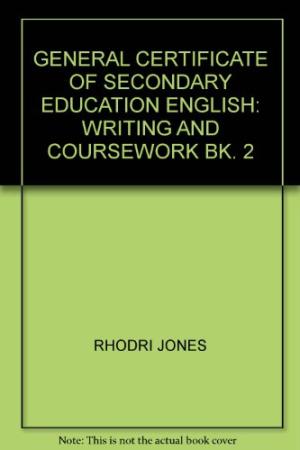 GENERAL CERTIFICATE
OF SECONDARY
EDUCATION ENGLISH:
WRITING AND
COURSEWORK BK. 2
RHODRI JONES
Note: This is not the actual book cover